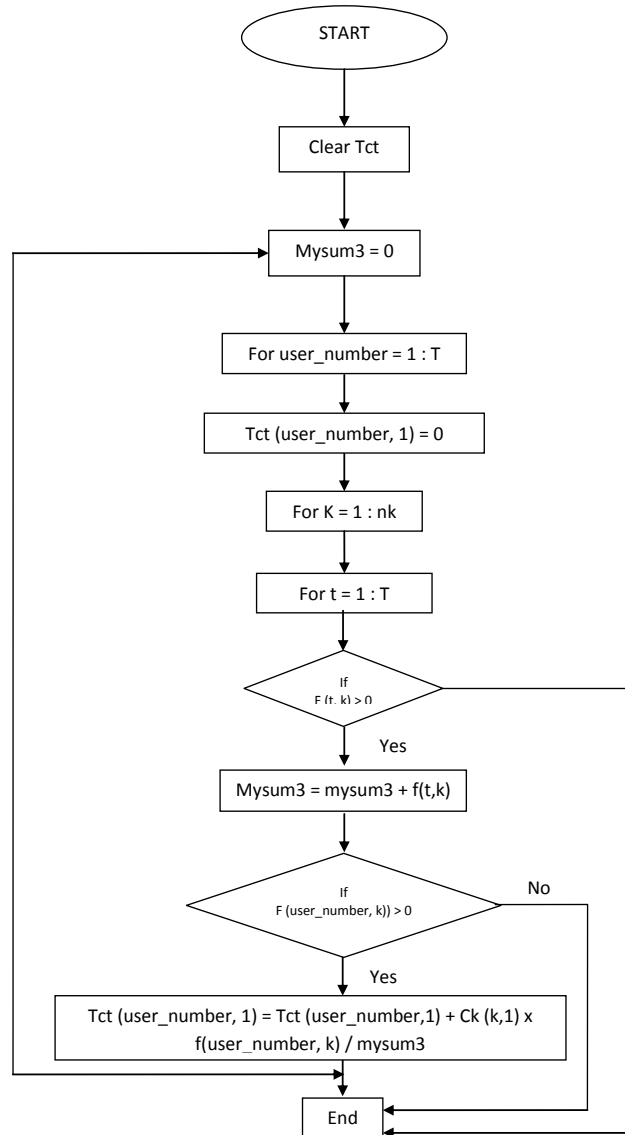 START
Clear Tct
Mysum3 = 0
For user_number = 1 : T
Tct (user_number, 1) = 0
For K = 1 : nk
For t = 1 : T
If
F (t, k) > 0
Yes
Mysum3 = mysum3 + f(t,k)
If
F (user_number, k)) > 0
No
Yes
Tct (user_number, 1) = Tct (user_number,1) + Ck (k,1) x
f(user_number, k) / mysum3
End